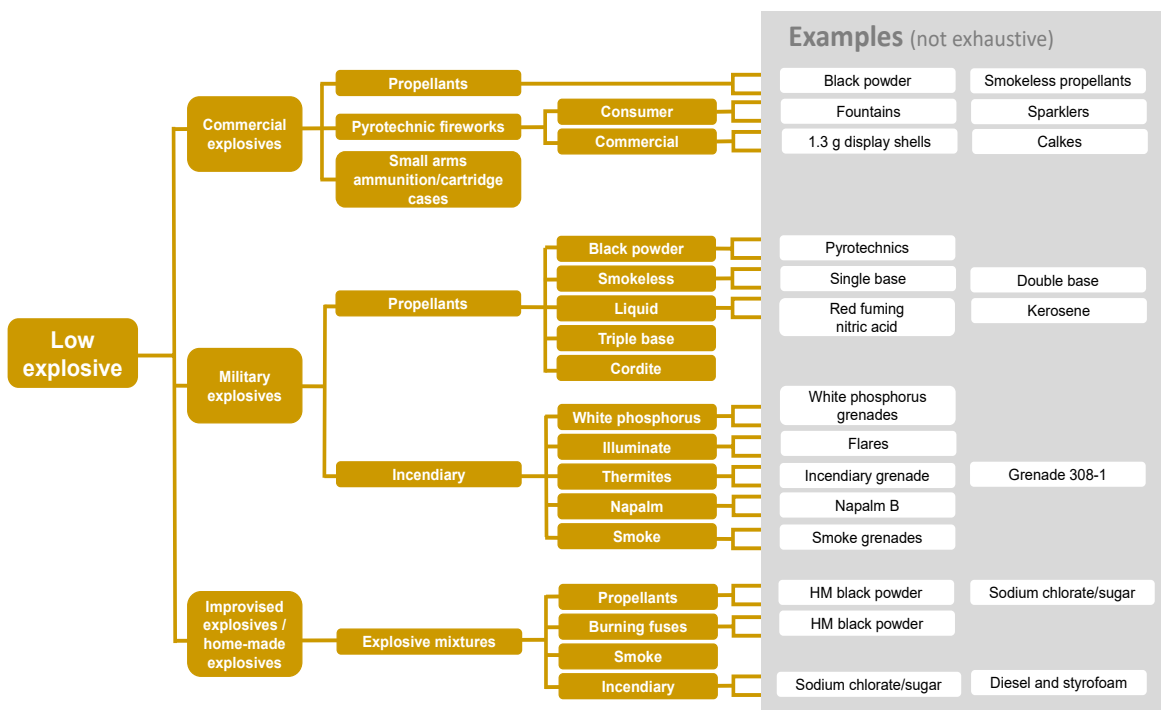 Examples (not exhaustive)
Propellants
Black powder
Smokeless propellants
Commercial
explosives
Pyrotechnic fireworks
Consumer
Fountains
Sparklers
Commercial
1.3 g display shells
Calkes
Small arms
ammunition/cartridge
cases
Low
explosive
Military
explosives
Propellants
Black powder
Pyrotechnics
Smokeless
Single base
Double base
Liquid
Red fuming
nitric acid
Kerosene
Triple base
Cordite
Incendiary
White phosphorus
White phosphorus
grenades
Illuminate
Flares
Thermites
Incendiary grenade
Grenade 308-1
Napalm
Napalm B
Smoke
Smoke grenades
Improvised
explosives /
home-made
explosives
Explosive mixtures
Propellants
HM black powder
Sodium chlorate/sugar
Burning fuses
HM black powder
Smoke
Incendiary
Sodium chlorate/sugar
Diesel and styrofoam